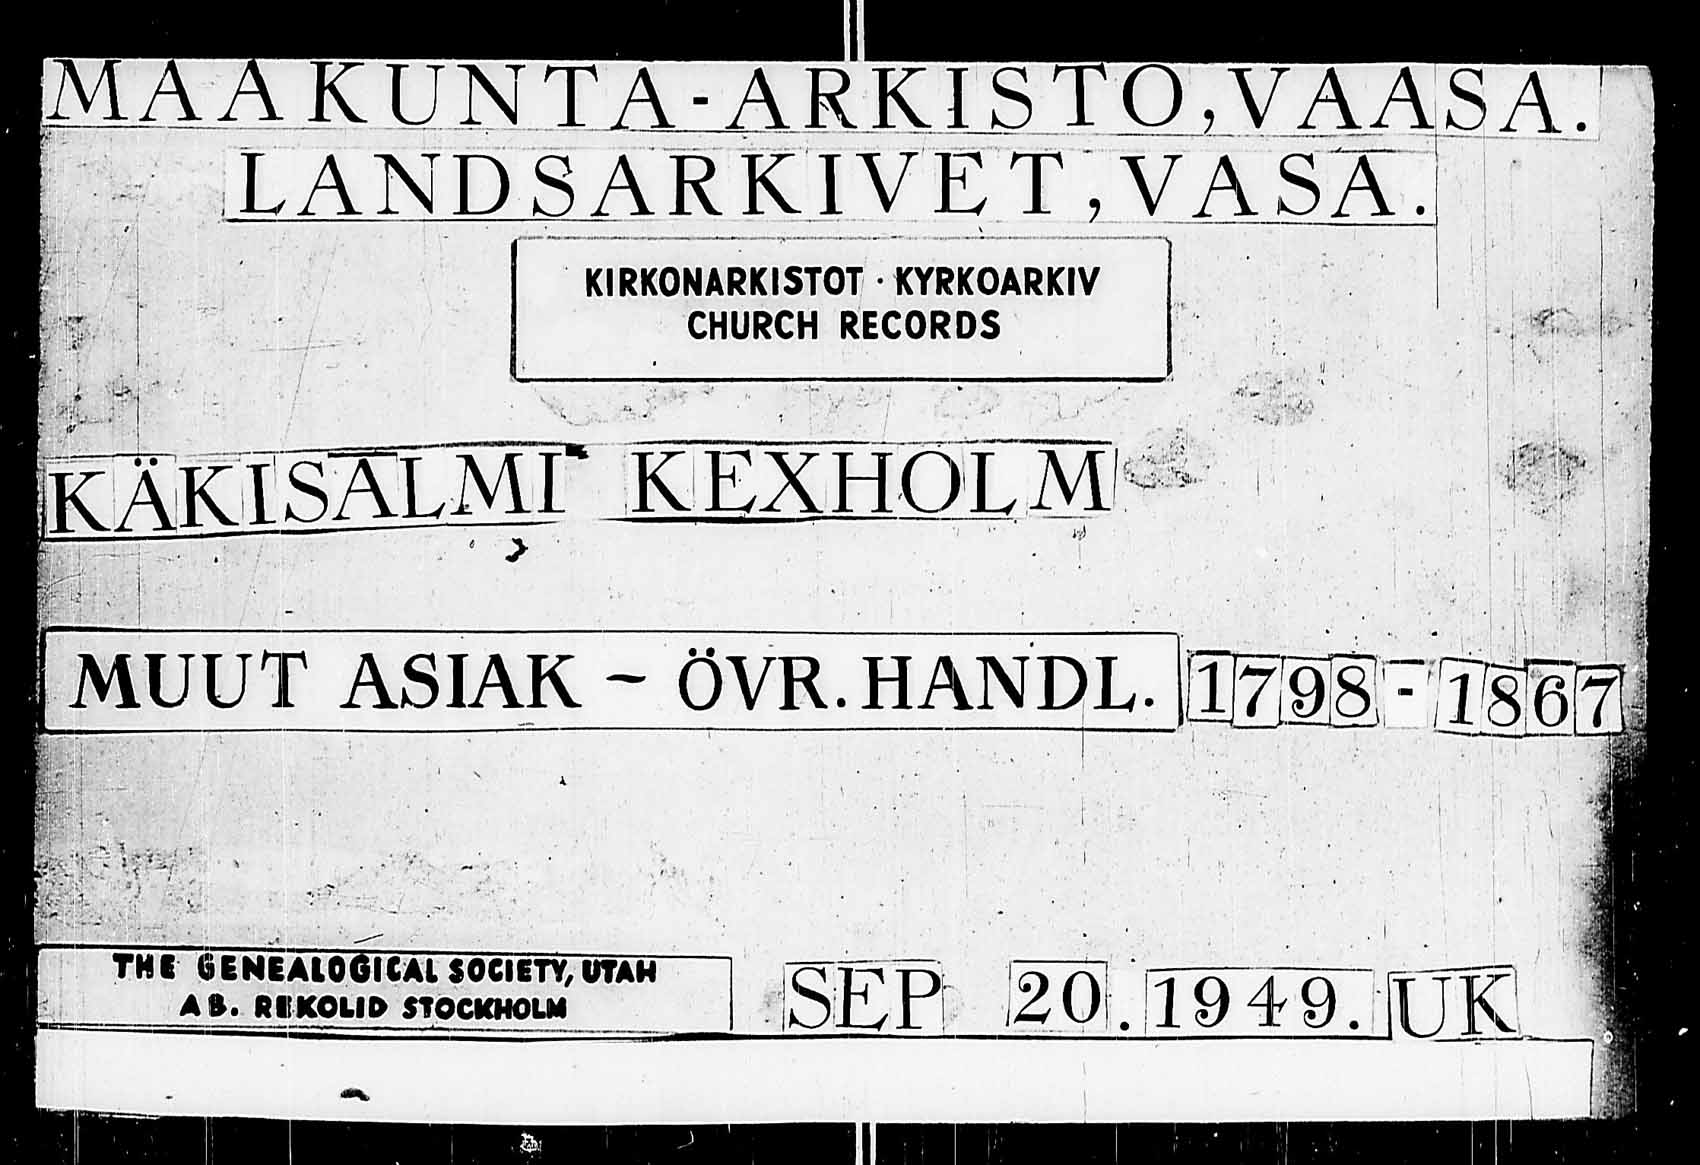 MAAKUNTA-ARKISTO, VAASA.
LANDSARKIVET, VASA.
KIRKONARKISTOT · KYRKOARKIV
CHURCH RECORDS
KÄKISALMI KEXHOLM
MUUT ASIAK ~ ÖVR. HANDL. 1798-1867
THE GENEALOGICAL SOCIETY, UTAH
AB. REKOLID STOCKHOLM
SEP 20. 1949. UK